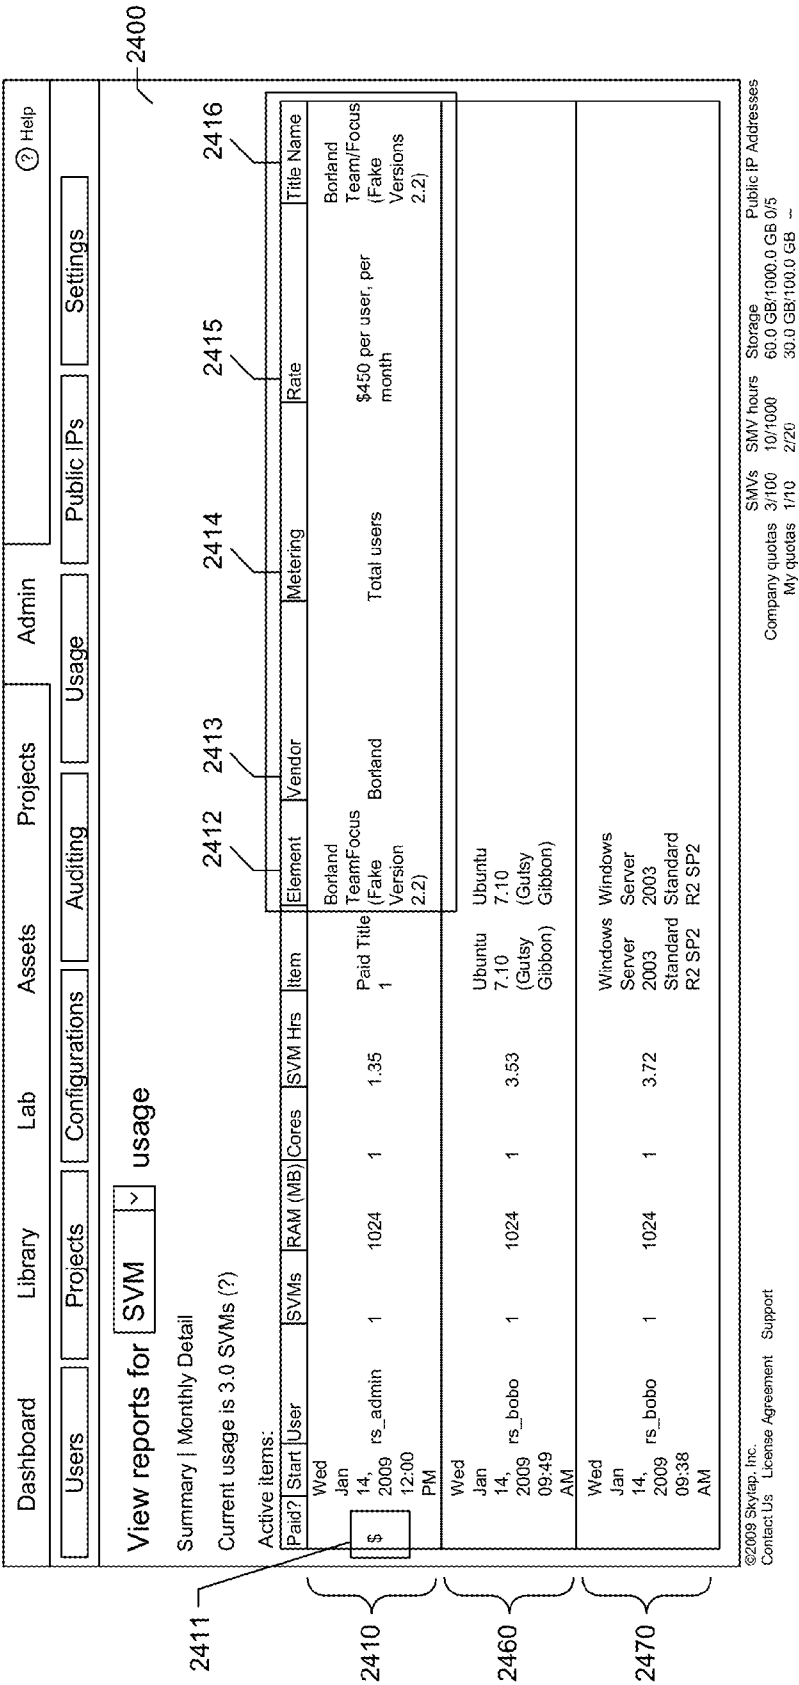 2400
Dashboard Library Lab Assets Projects Admin ? Help
Users Projects Configurations Auditing Usage Public IPs Settings
View reports for SVM usage
Summary | Monthly Detail
Current usage is 3.0 SVMs (?)
Active items:
2411
2412
2413
2414
2415
2416
Paid? Start User SVMs RAM (MB) Cores SVM Hrs Item Element Vendor Metering Rate Title Name
2410
$
Wed
Jan
14,
2009
12:00
PM
rs_admin
1
1024
1
1.35
Paid Title
1
Borland
TeamFocus
(Fake
Version
2.2)
Borland
Total users
$450 per user, per
month
Borland
Team/Focus
(Fake
Versions
2.2)
2460
Wed
Jan
14,
2009
09:49
AM
rs_bobo
1
1024
1
3.53
Ubuntu
7.10
(Gutsy
Gibbon)
Ubuntu
7.10
(Gutsy
Gibbon)
2470
Wed
Jan
14,
2009
09:38
AM
rs_bobo
1
1024
1
3.72
Windows
Server
2003
Standard
R2 SP2
Windows
Server
2003
Standard
R2 SP2
©2009 Skytap, Inc.
Contact Us License Agreement Support
SMVs SMV hours Storage Public IP Addresses
Company quotas 3/100 10/1000 60.0 GB/1000.0 GB 0/5
My quotas 1/10 2/20 30.0 GB/100.0 GB --